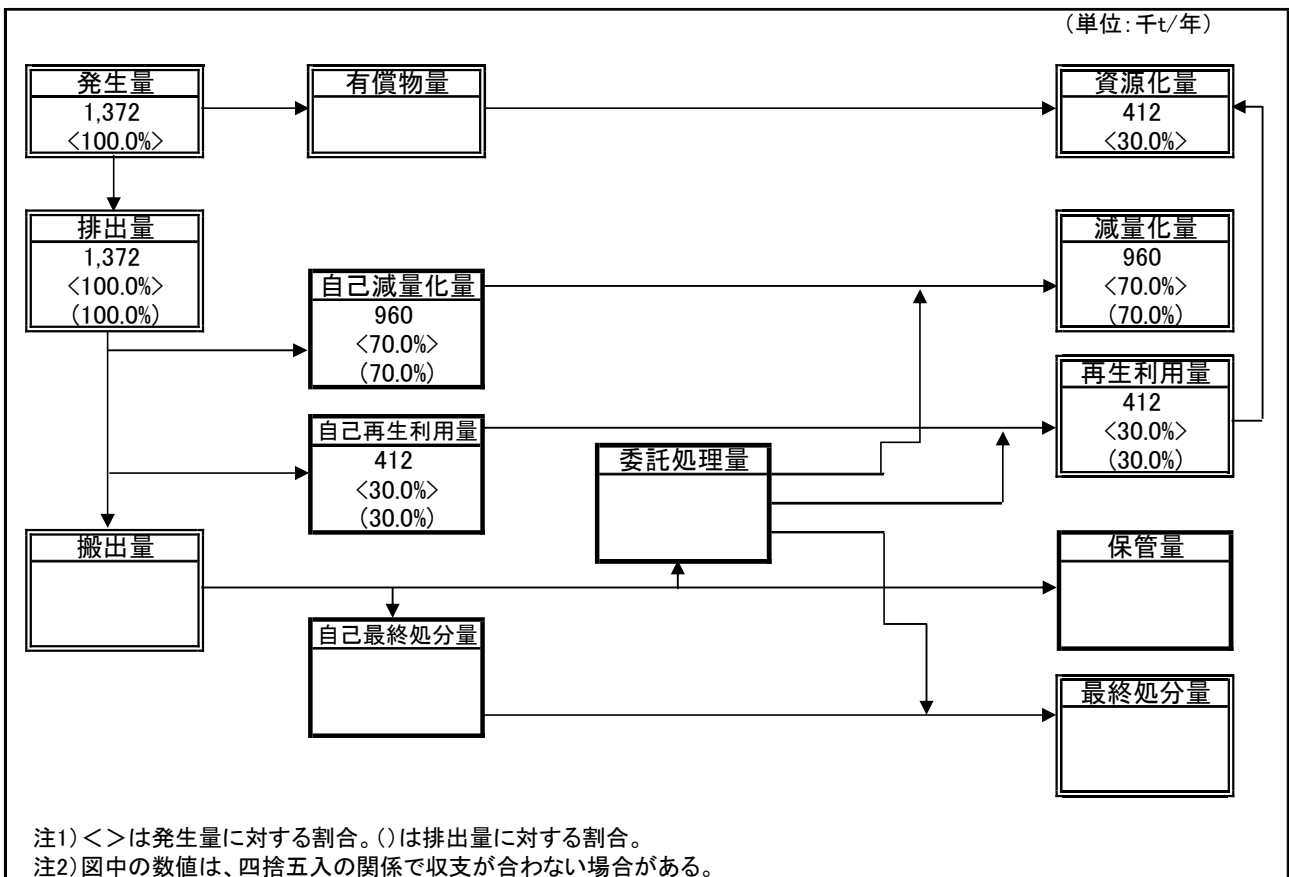 (単位:千t/年)
発生量
1,372
<100.0%>
有償物量
資源化量
412
<30.0%>
排出量
1,372
<100.0%>
(100.0%)
自己減量化量
960
<70.0%>
(70.0%)
減量化量
960
<70.0%>
(70.0%)
自己再生利用量
412
<30.0%>
(30.0%)
委託処理量
再生利用量
412
<30.0%>
(30.0%)
搬出量
自己最終処分量
保管量
最終処分量
注1)<>は発生量に対する割合。()は排出量に対する割合。
注2)図中の数値は、四捨五入の関係で収支が合わない場合がある。